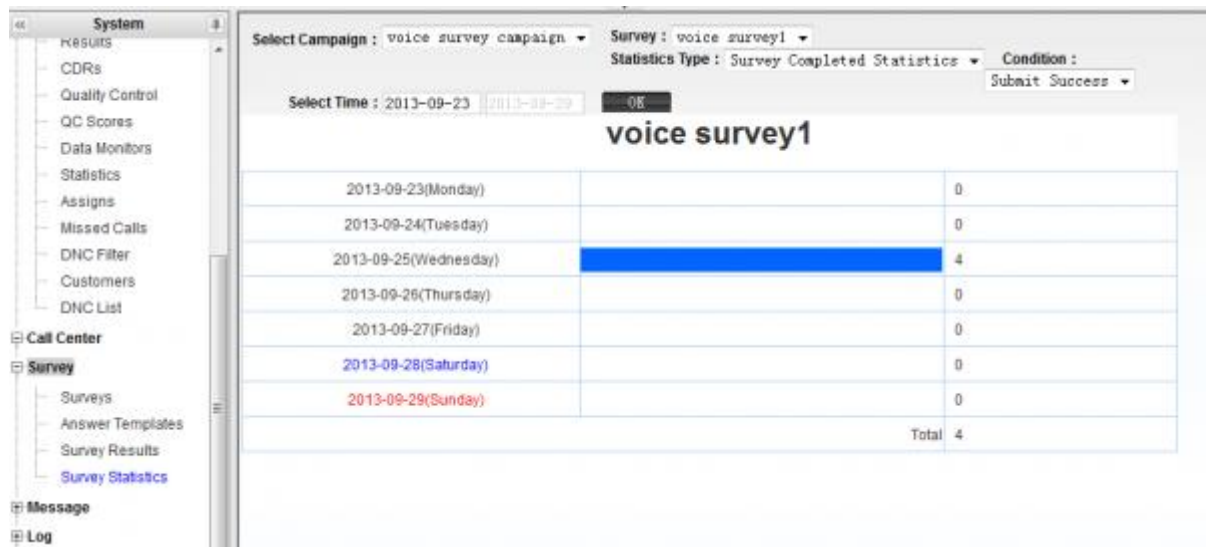 System
Results
CDRs
Quality Control
QC Scores
Data Monitors
Statistics
Assigns
Missed Calls
DNC Filter
Customers
DNC List
Call Center
Survey
Surveys
Answer Templates
Survey Results
Survey Statistics
Message
Log
Select Campaign : voice survey campaign Survey : voice survey1
Statistics Type : Survey Completed Statistics Condition :
Submit Success
Select Time : 2013-09-23 2013-09-29 OK
voice survey1
2013-09-23(Monday) 0
2013-09-24(Tuesday) 0
2013-09-25(Wednesday) 4
2013-09-26(Thursday) 0
2013-09-27(Friday) 0
2013-09-28(Saturday) 0
2013-09-29(Sunday) 0
Total 4